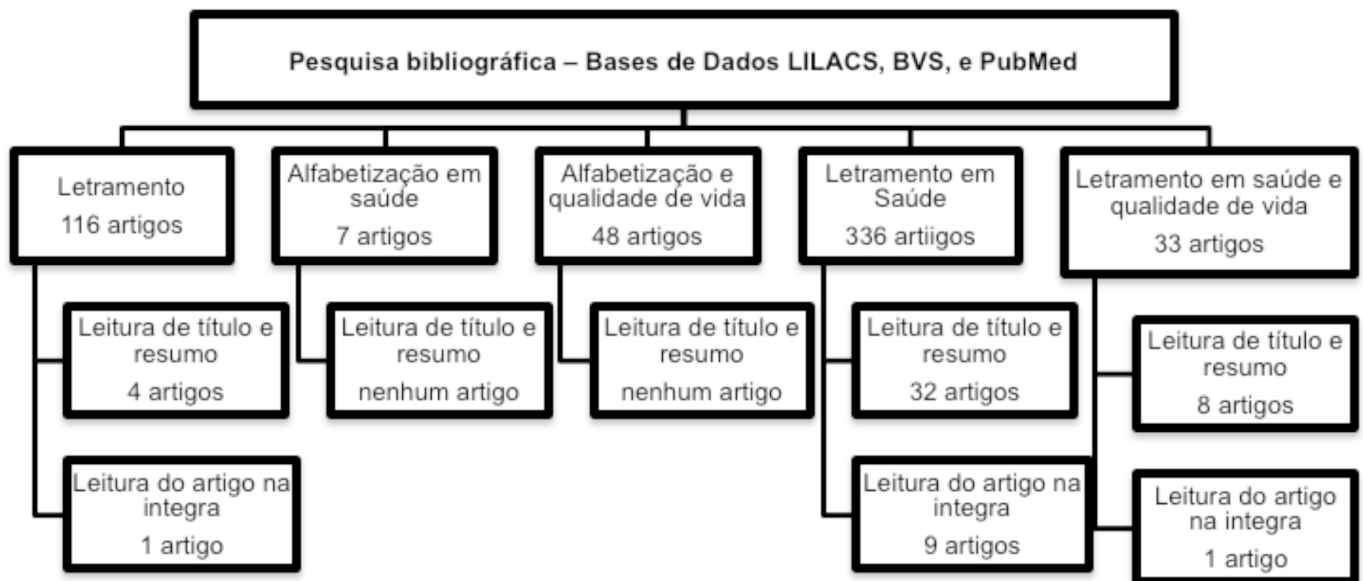 Pesquisa bibliográfica – Bases de Dados LILACS, BVS, e PubMed
Letramento
116 artigos
Alfabetização em
saúde
7 artigos
Alfabetização e
qualidade de vida
48 artigos
Letramento em
Saúde
336 artiigos
Letramento em saúde e
qualidade de vida
33 artigos
Leitura de título e
resumo
4 artigos
Leitura de título e
resumo
nenhum artigo
Leitura de título e
resumo
nenhum artigo
Leitura de título e
resumo
32 artigos
Leitura de título e
resumo
8 artigos
Leitura do artigo na
integra
1 artigo
Leitura do artigo na
integra
9 artigos
Leitura do artigo
na integra
1 artigo